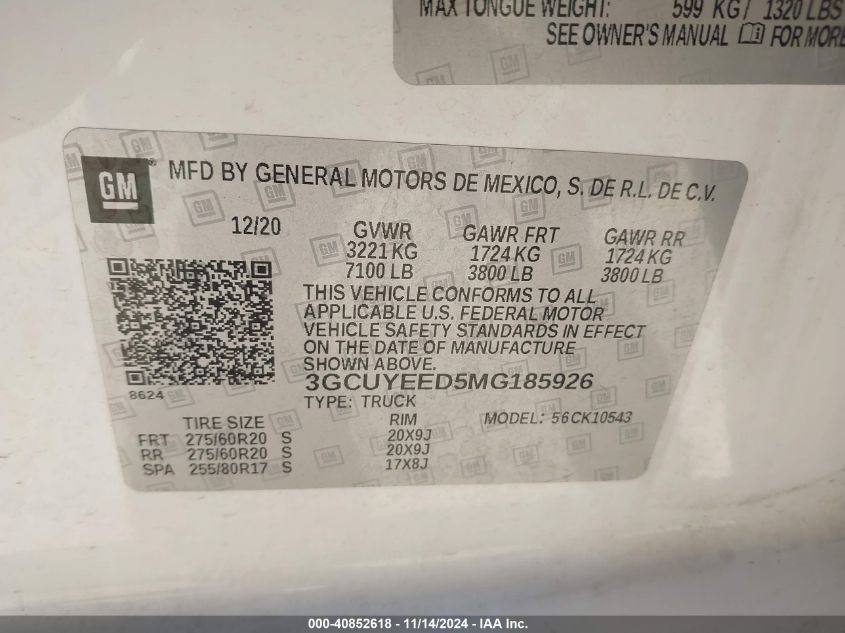 MAX TONGUE WEIGHT: 599 KG / 1320 LBS
SEE OWNER'S MANUAL FOR MORE
GM MFD BY GENERAL MOTORS DE MEXICO, S. DE R.L. DE C.V.
12/20 GVWR GAWR FRT GAWR RR
3221 KG 1724 KG 1724 KG
7100 LB 3800 LB 3800 LB
THIS VEHICLE CONFORMS TO ALL
APPLICABLE U.S. FEDERAL MOTOR
VEHICLE SAFETY STANDARDS IN EFFECT
ON THE DATE OF MANUFACTURE
SHOWN ABOVE.
3GCUYEED5MG185926
8624
TYPE: TRUCK
TIRE SIZE RIM MODEL: 56CK10543
FRT 275/60R20 S 20X9J
RR 275/60R20 S 20X9J
SPA 255/80R17 S 17X8J
000-40852618 - 11/14/2024 - IAA Inc.